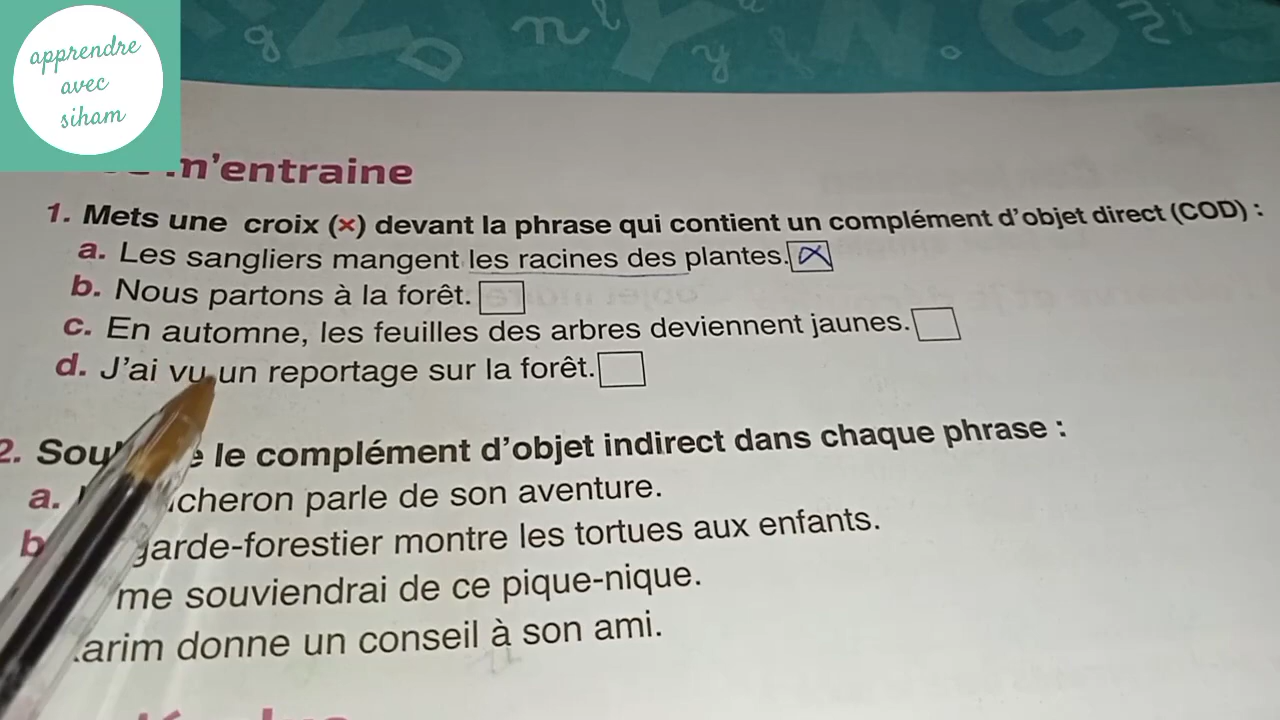 apprendre
avec
siham
m'entraine
1. Mets une croix (×) devant la phrase qui contient un complément d'objet direct (COD) :
a. Les sangliers mangent les racines des plantes.
b. Nous partons à la forêt.
c. En automne, les feuilles des arbres deviennent jaunes.
d. J'ai vu un reportage sur la forêt.
2. le complément d'objet indirect dans chaque phrase :
a. parle de son aventure.
b garde-forestier montre les tortues aux enfants.
me souviendrai de ce pique-nique.
arim donne un conseil à son ami.